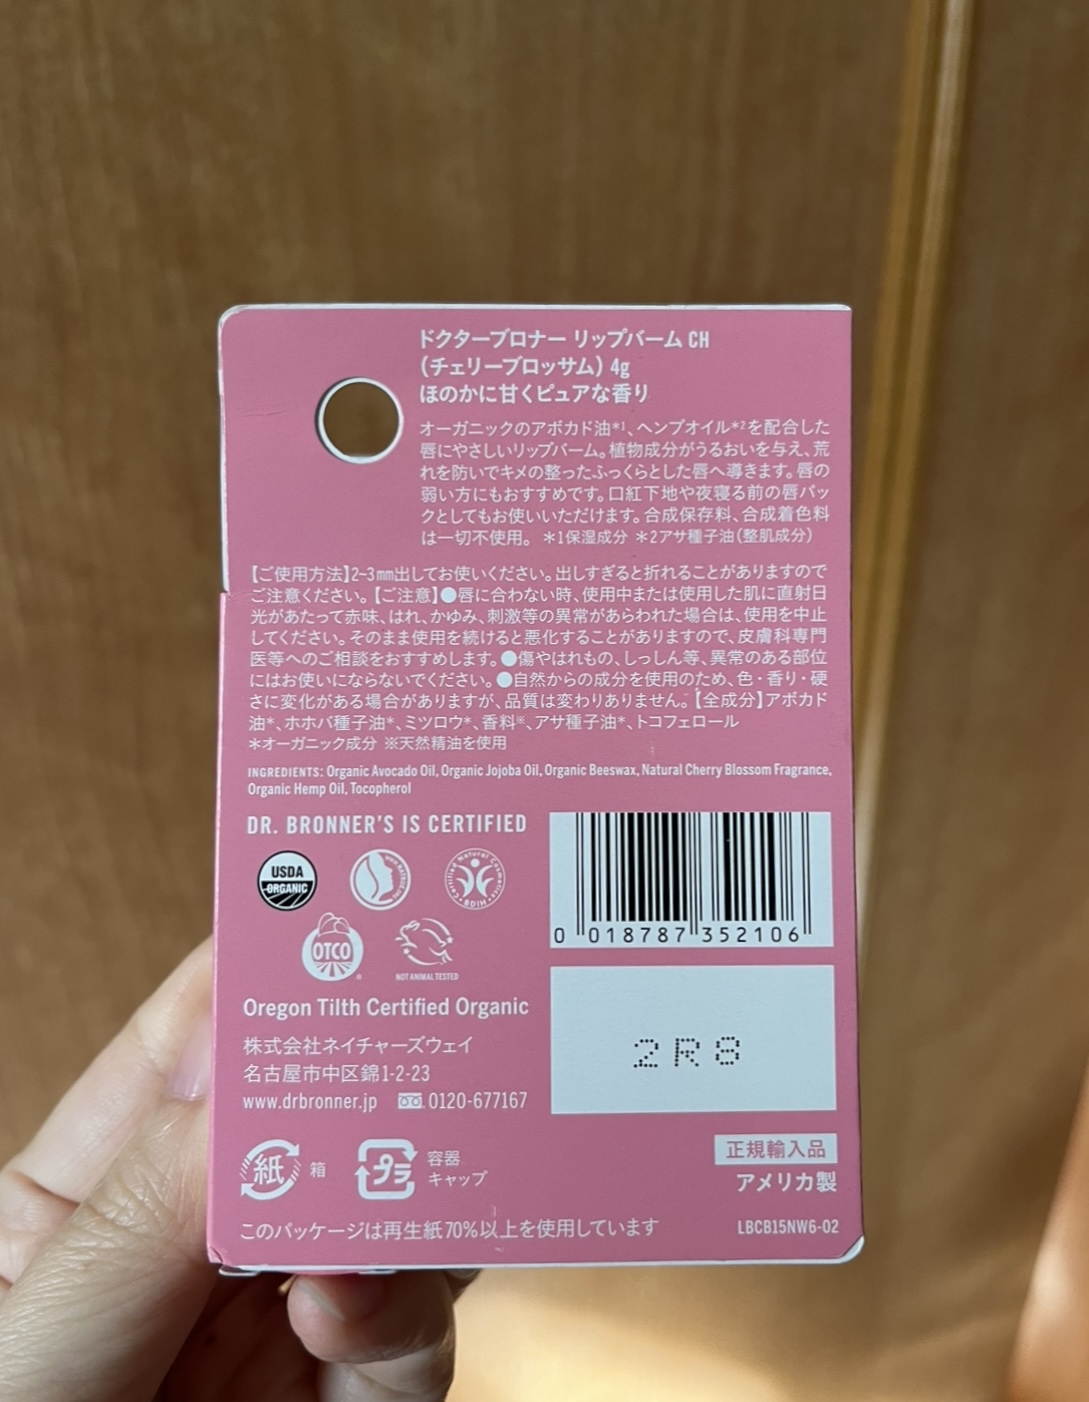 ドクターブロナー リップバーム CH
(チェリーブロッサム) 4g
ほのかに甘くピュアな香り
オーガニックのアボカド油*1、ヘンプオイル*2を配合した
唇にやさしいリップバーム。植物成分がうるおいを与え、荒
れを防いでキメの整ったふっくらとした唇へ導きます。唇の
弱い方にもおすすめです。口紅下地や夜寝る前の唇パッ
クとしてもお使いいただけます。合成保存料、合成着色料
は一切不使用。 *1保湿成分 *2アサ種子油(整肌成分)
【ご使用方法】2-3㎜出してお使いください。出しすぎると折れることがありますので
ご注意ください。【ご注意】●唇に合わない時、使用中または使用した肌に直射日
光があたって赤味、はれ、かゆみ、刺激等の異常があらわれた場合は、使用を中止
してください。そのまま使用を続けると悪化することがありますので、皮膚科専門
医等へのご相談をおすすめします。●傷やはれもの、しっしん等、異常のある部位
にはお使いにならないでください。●自然からの成分を使用のため、色・香り・硬
さに変化がある場合がありますが、品質は変わりありません。【全成分】アボカド
油*、ホホバ種子油*、ミツロウ*、香料※、アサ種子油*、トコフェロール
*オーガニック成分 ※天然精油を使用
INGREDIENTS: Organic Avocado Oil, Organic Jojoba Oil, Organic Beeswax, Natural Cherry Blossom Fragrance,
Organic Hemp Oil, Tocopherol
DR. BRONNER'S IS CERTIFIED
USDA
ORGANIC
Certified Natural Cosmetics
BDIH
OTCO
®
NOT ANIMAL TESTED
0 018787 352106
Oregon Tilth Certified Organic
株式会社ネイチャーズウェイ
名古屋市中区錦1-2-23
www.drbronner.jp 0120-677167
2R8
紙 箱
プラ 容器
キャップ
正規輸入品
アメリカ製
このパッケージは再生紙70%以上を使用しています
LBCB15NW6-02